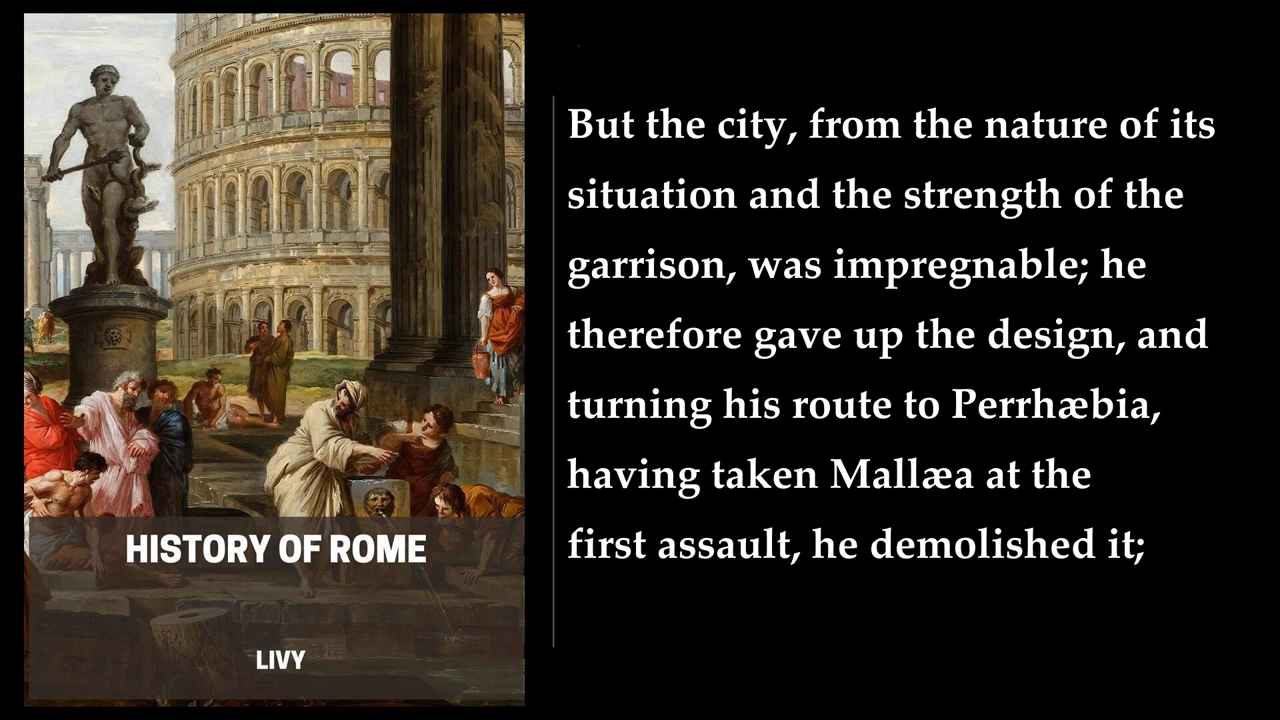 HISTORY OF ROME
LIVY
But the city, from the nature of its
situation and the strength of the
garrison, was impregnable; he
therefore gave up the design, and
turning his route to Perrhæbia,
having taken Mallæa at the
first assault, he demolished it;